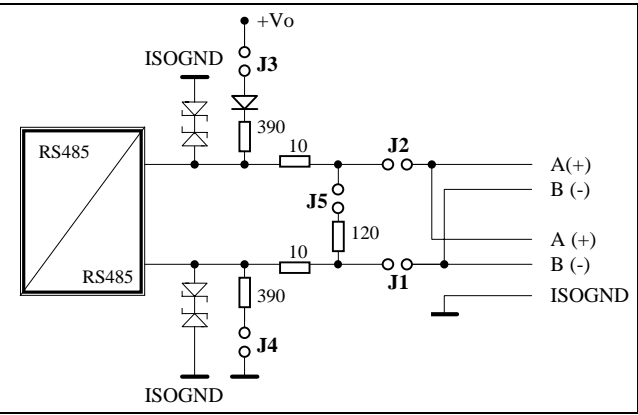 +Vo
ISOGND
J3
390
RS485
10
J2
A(+)
B (-)
J5
120
A (+)
10
B (-)
RS485
J1
390
ISOGND
J4
ISOGND